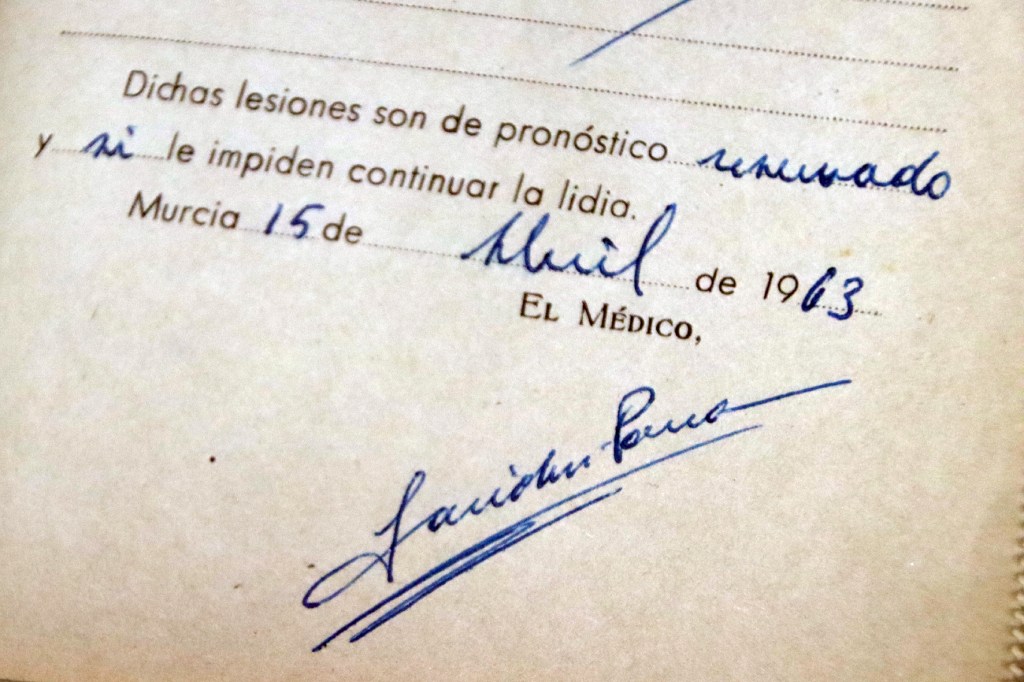 Dichas lesiones son de pronóstico reservado
y si le impiden continuar la lidia.
Murcia 15 de Abril de 1963
EL MÉDICO,